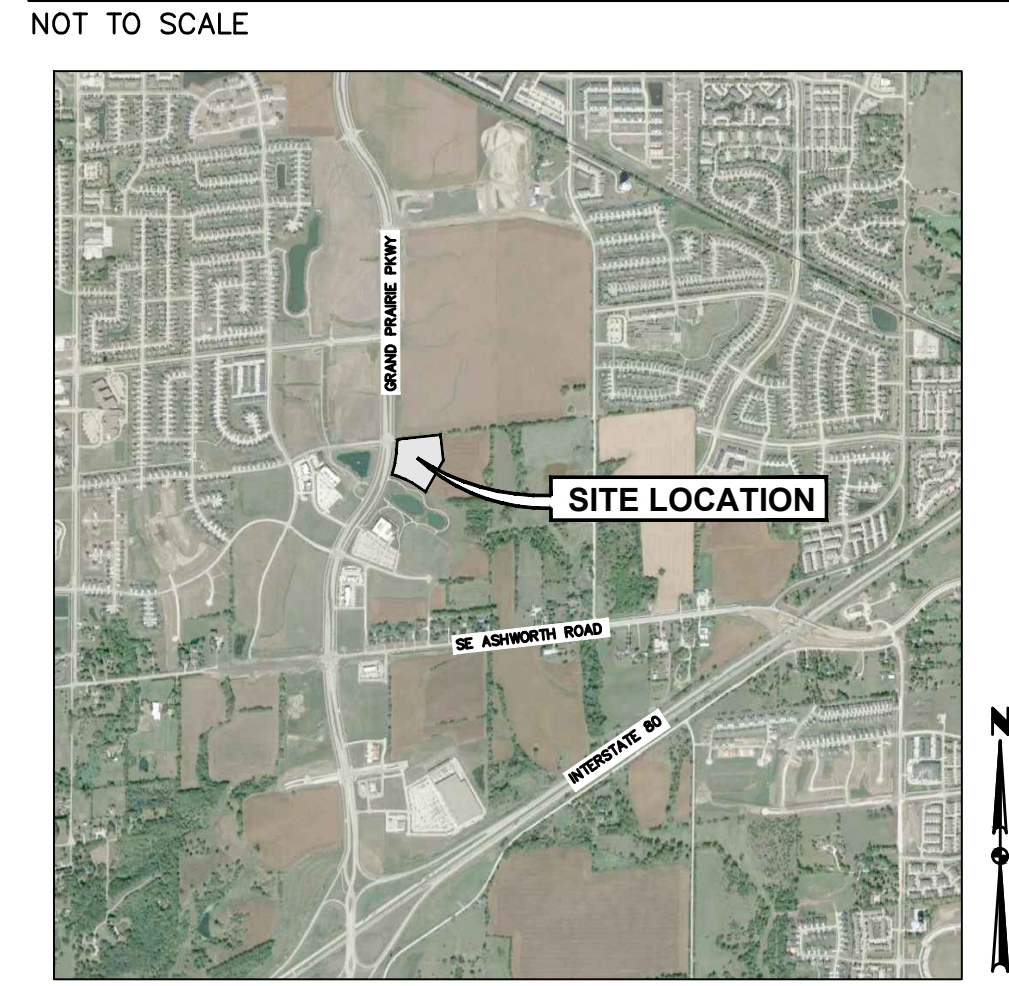 NOT TO SCALE
GRAND PRAIRIE PKWY
SITE LOCATION
SE ASHWORTH ROAD
INTERSTATE 80
N